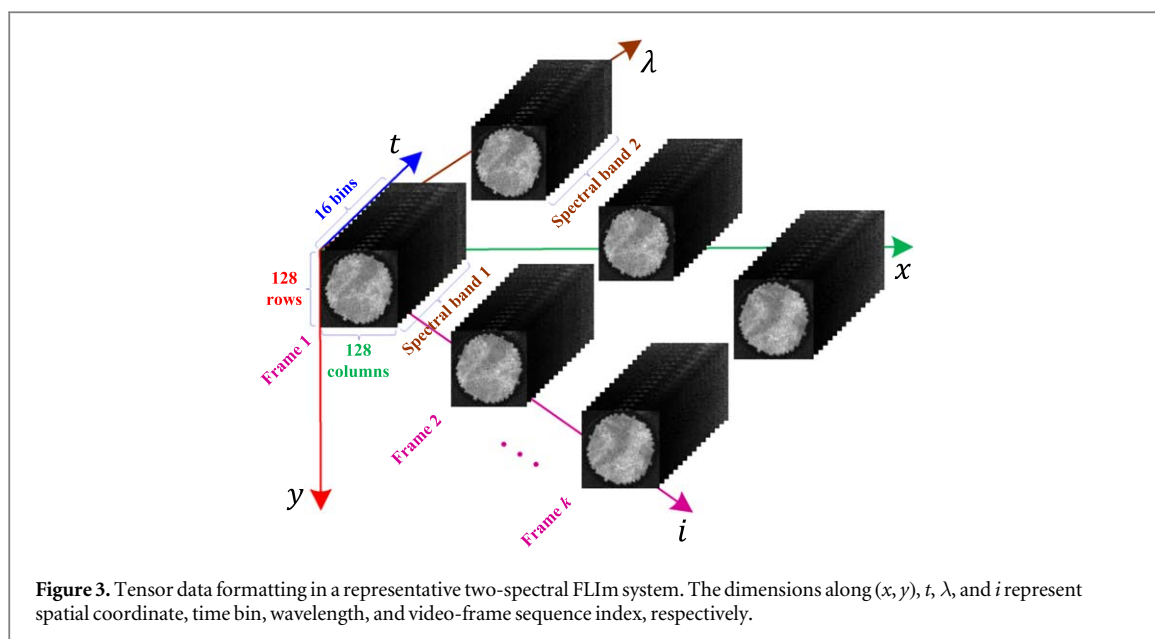 λ
t
16 bins
Spectral band 2
128
rows
x
Spectral band 1
Frame 1
128
columns
Frame 2
...
y
Frame k
i
Figure 3. Tensor data formatting in a representative two-spectral FLIm system. The dimensions along (x, y), t, λ, and i represent
spatial coordinate, time bin, wavelength, and video-frame sequence index, respectively.